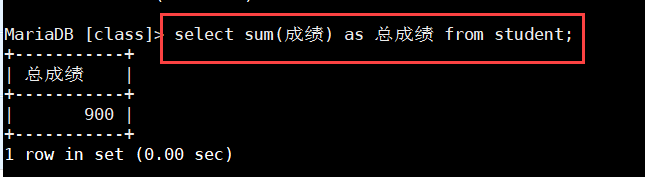 MariaDB [class]> select sum(成绩) as 总成绩 from student;
+-----------+
| 总成绩    |
+-----------+
|       900 |
+-----------+
1 row in set (0.00 sec)